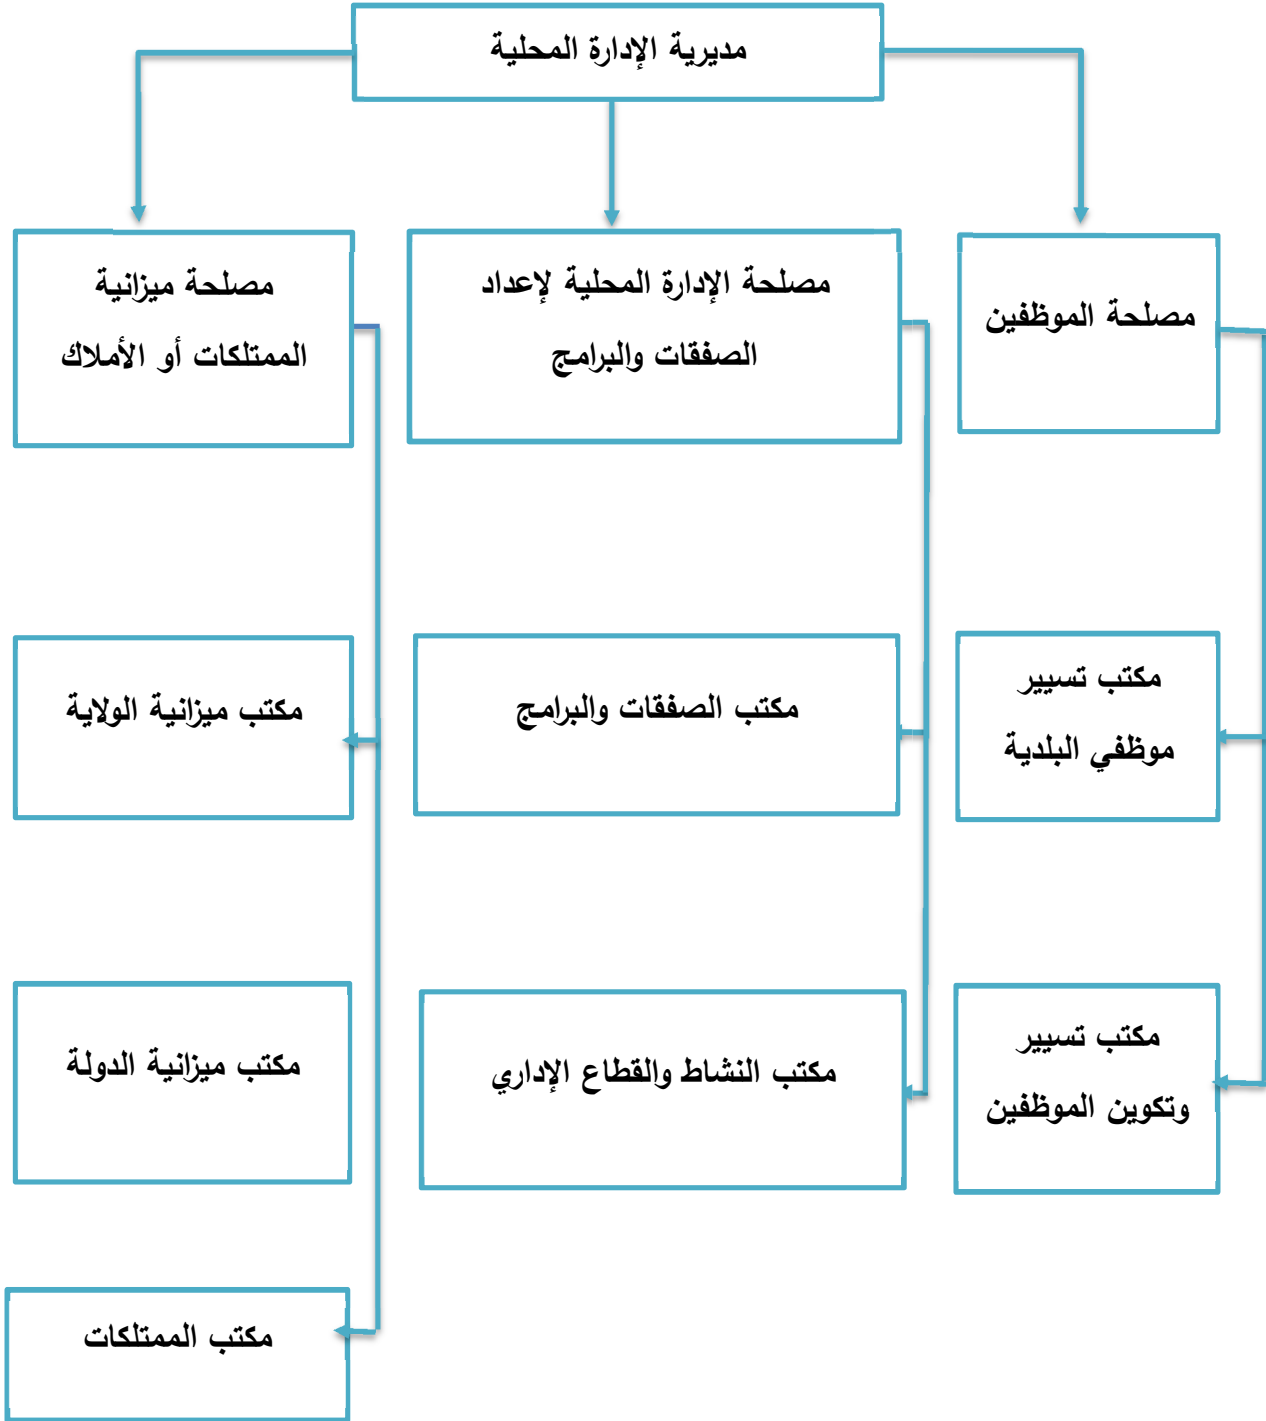 مديرية الإدارة المحلية
مصلحة الموظفين
مصلحة الإدارة المحلية لإعداد
الصفقات والبرامج
مصلحة ميزانية
الممتلكات أو الأملاك
مكتب تسيير
موظفي البلدية
مكتب الصفقات والبرامج
مكتب ميزانية الولاية
مكتب تسيير
وتكوين الموظفين
مكتب النشاط والقطاع الإداري
مكتب ميزانية الدولة
مكتب الممتلكات